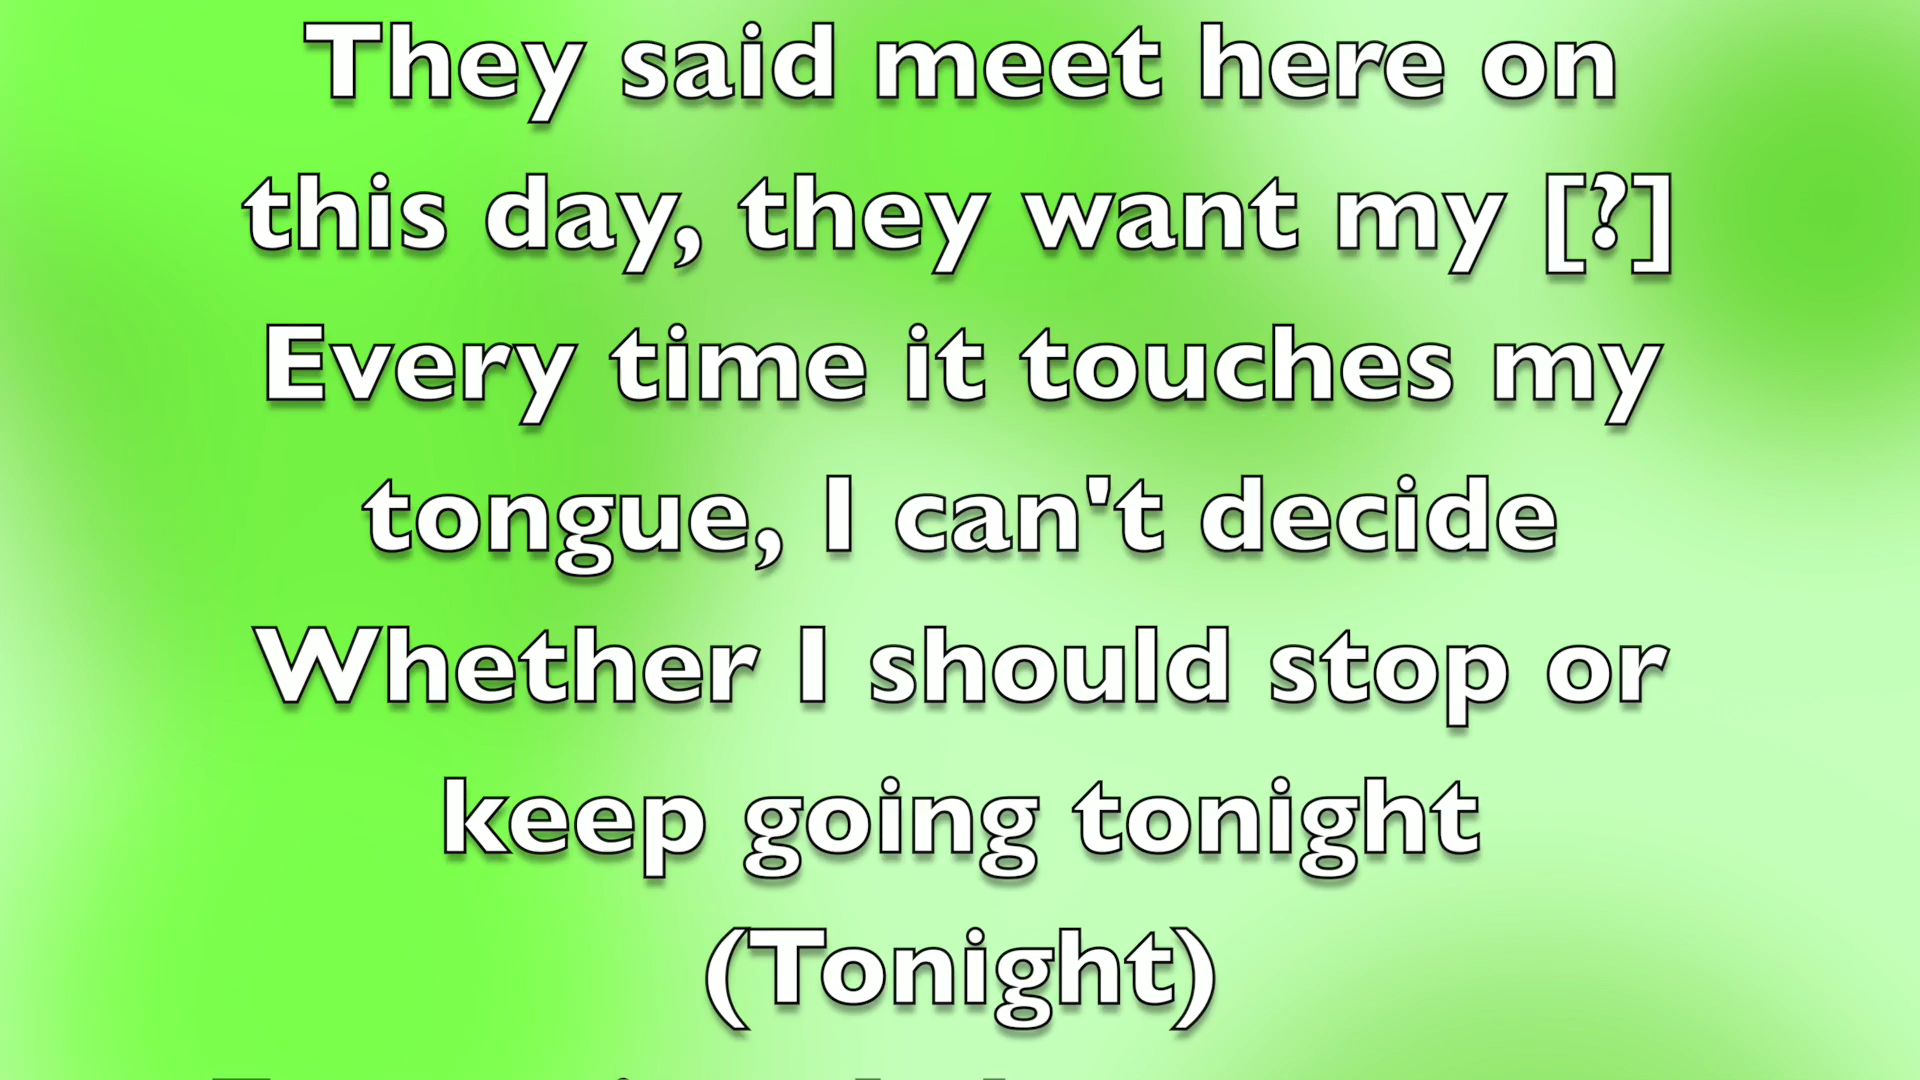 They said meet here on
this day, they want my [?]
Every time it touches my
tongue, I can't decide
Whether I should stop or
keep going tonight
(Tonight)